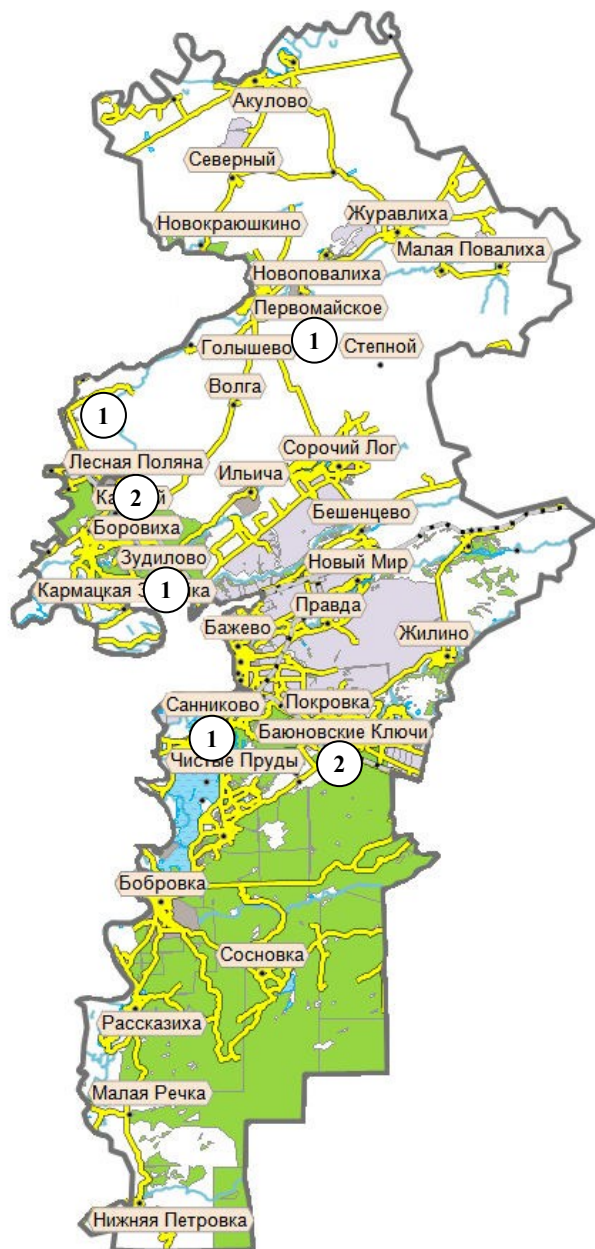 Акулово
Северный
Журавлиха
Новокраюшкино
Малая Повалиха
Новоповалиха
Первомайское
1
Голышево
Степной
Волга
1
Сорочий Лог
Лесная Поляна
Ильича
2
Бешенцево
Боровиха
Зудилово
Новый Мир
Кармацкая
1
Правда
Бажево
Жилино
Санниково
Покровка
1
Баюновские Ключи
Чистые Пруды
2
Бобровка
Сосновка
Рассказиха
Малая Речка
Нижняя Петровка